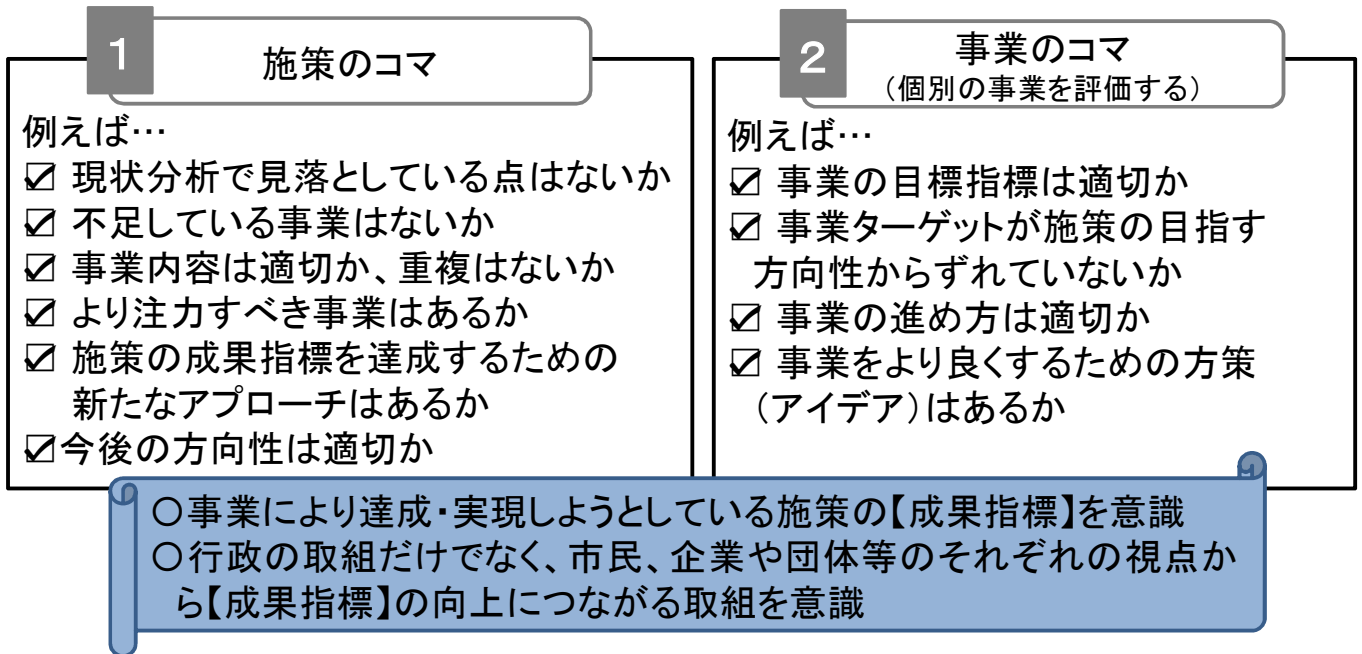 1
施策のコマ
例えば…
☑ 現状分析で見落としている点はないか
☑ 不足している事業はないか
☑ 事業内容は適切か、重複はないか
☑ より注力すべき事業はあるか
☑ 施策の成果指標を達成するための
新たなアプローチはあるか
☑今後の方向性は適切か
2
事業のコマ
（個別の事業を評価する）
例えば…
☑ 事業の目標指標は適切か
☑ 事業ターゲットが施策の目指す
方向性からずれていないか
☑ 事業の進め方は適切か
☑ 事業をより良くするための方策
（アイデア）はあるか
○事業により達成・実現しようとしている施策の【成果指標】を意識
○行政の取組だけでなく、市民、企業や団体等のそれぞれの視点か
ら【成果指標】の向上につながる取組を意識